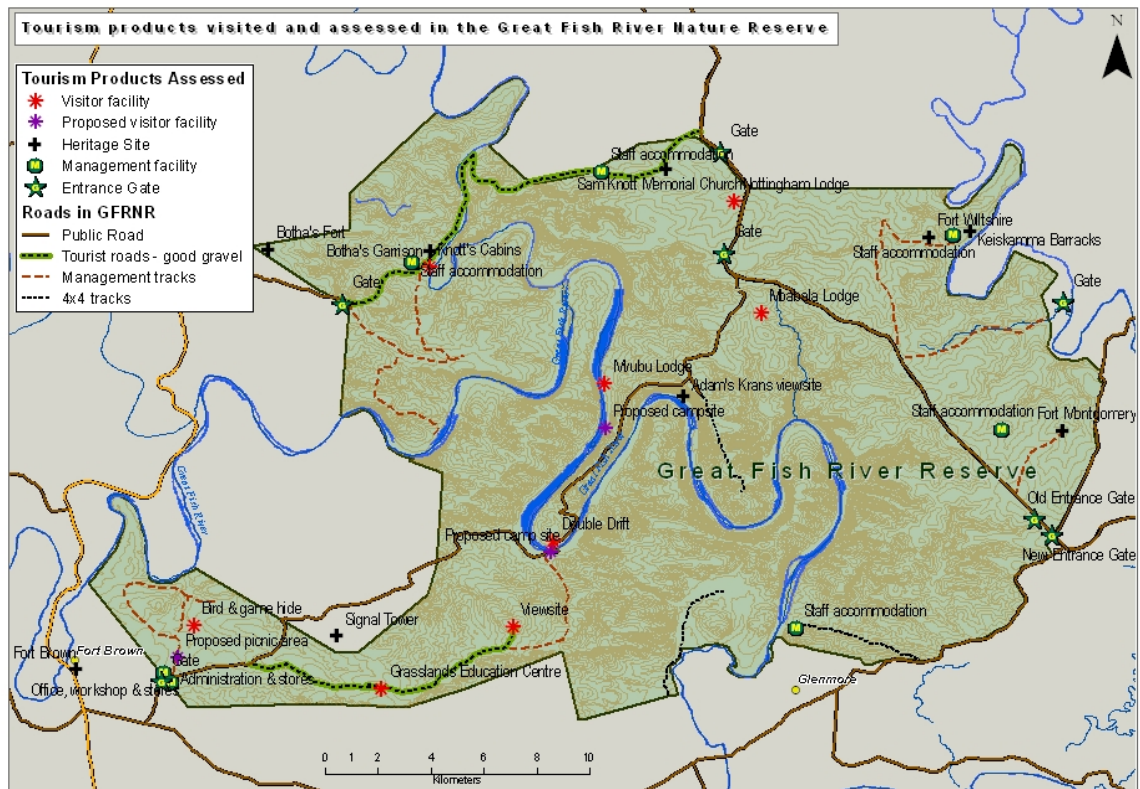 Tourism products visited and assessed in the Great Fish River Nature Reserve
N
Tourism Products Assessed
Visitor facility
Proposed visitor facility
Heritage Site
M Management facility
G Entrance Gate
Roads in GFRNR
Public Road
Tourist roads - good gravel
Management tracks
4x4 tracks
Gate
Staff accommodation
Sam Knott Memorial Church
Nottingham Lodge
Botha's Fort
Botha's Garrison
Knott's Cabins
Staff accommodation
Gate
Gate
Fort Wiltshire
Keiskamma Barracks
Staff accommodation
Gate
Mbabala Lodge
Great Fish River
Mvubu Lodge
Adam's Krans viewsite
Proposed campsite
Great Fish River
Staff accommodation
Fort Montgomery
Great Fish River Reserve
Great Fish River
Old Entrance Gate
New Entrance Gate
Double Drift
Proposed camp site
Bird & game hide
Signal Tower
Viewsite
Staff accommodation
Proposed picnic area
Fort Brown
Fort Brown
Gate
Grasslands Education Centre
Administration & stores
Office, workshop & stores
Glenmore
0 1 2 4 6 8 10
Kilometers